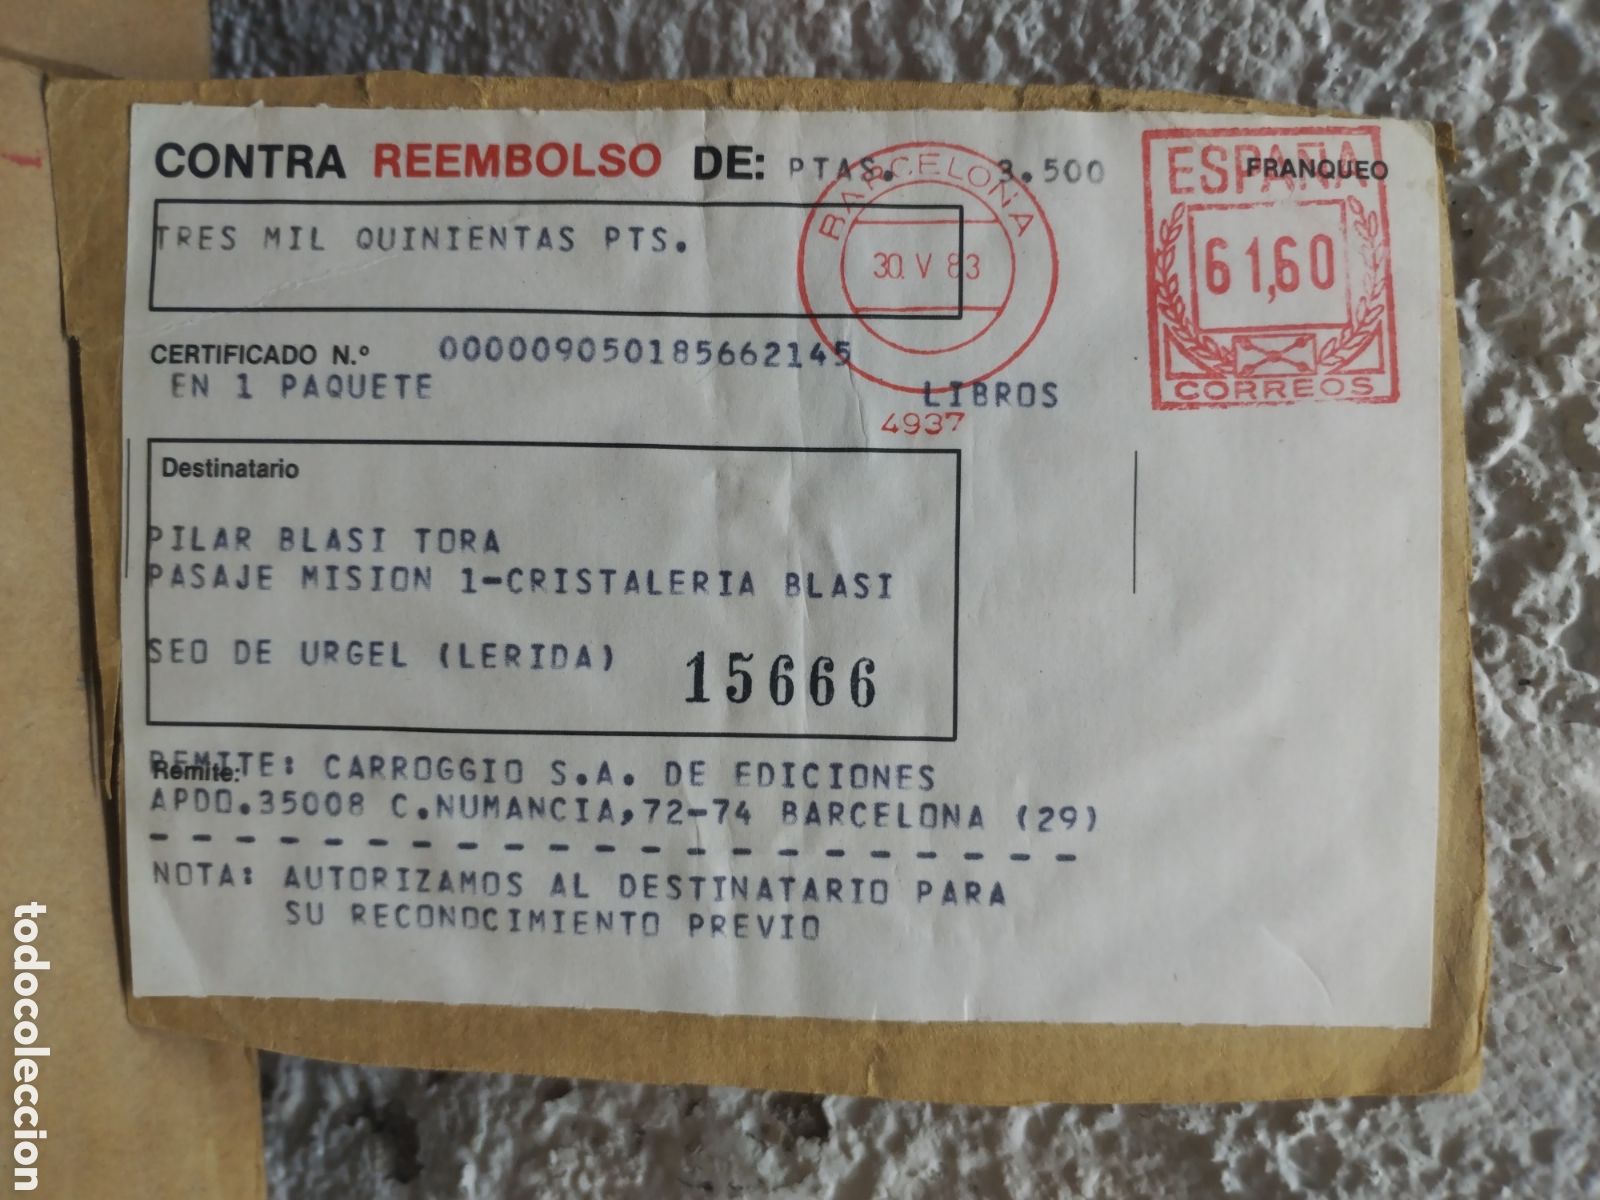 CONTRA REEMBOLSO DE: PTAS. 3.500
FRANQUEO
TRES MIL QUINIENTAS PTS.
BARCELONA
30. V 83
4937
ESPAÑA
61,60
CORREOS
CERTIFICADO N.º 000009050185662145
EN 1 PAQUETE LIBROS
Destinatario
PILAR BLASI TORA
PASAJE MISION 1-CRISTALERIA BLASI
SEO DE URGEL (LERIDA) 15666
Remite:
REMITE: CARROGGIO S.A. DE EDICIONES
APDO.35008 C.NUMANCIA,72-74 BARCELONA (29)
NOTA: AUTORIZAMOS AL DESTINATARIO PARA
SU RECONOCIMIENTO PREVIO
todocoleccion